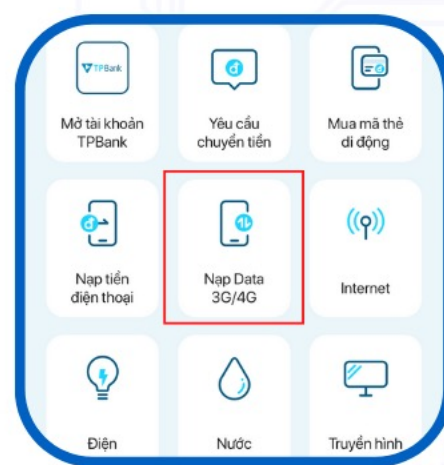 TPBank
Mở tài khoản
TPBank
Yêu cầu
chuyển tiền
Mua mã thẻ
di động
Nạp tiền
điện thoại
Nạp Data
3G/4G
Internet
Điện
Nước
Truyền hình